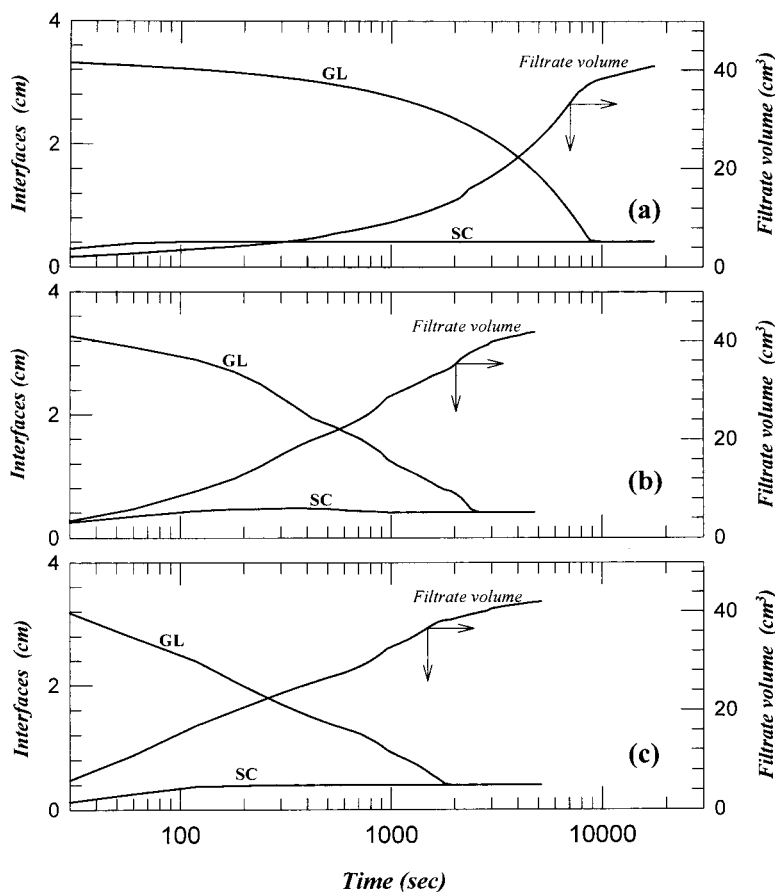 4
2
0
Interfaces (cm)
GL
Filtrate volume
SC
(a)
40
20
0
Filtrate volume (cm³)
4
2
0
Interfaces (cm)
GL
Filtrate volume
SC
(b)
40
20
0
Filtrate volume (cm³)
4
2
0
Interfaces (cm)
GL
Filtrate volume
SC
(c)
40
20
0
Filtrate volume (cm³)
100
1000
10000
Time (sec)